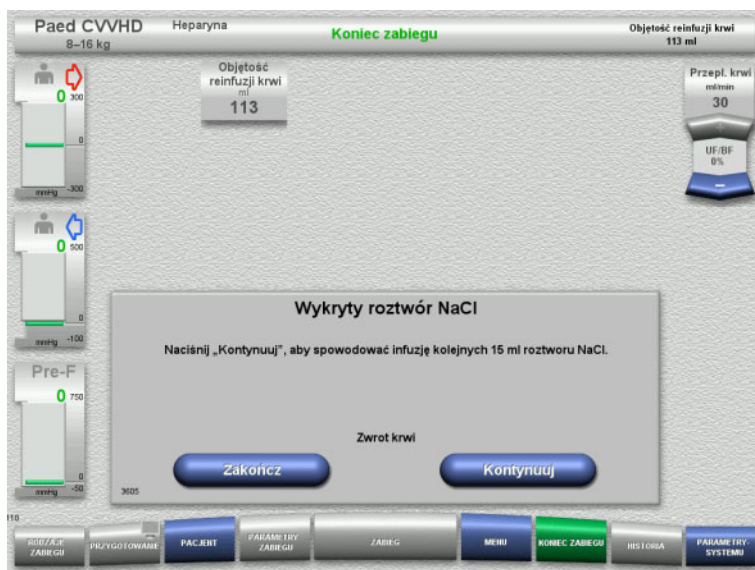 Paed CVVHD
8–16 kg
Heparyna
Koniec zabiegu
Objętość reinfuzji krwi
113 ml
0
300
0
mmHg
-300
Objętość
reinfuzji krwi
ml
113
Przepł. krwi
ml/min
30
+
UF/BF
0%
–
0
500
0
mmHg
-100
Pre-F
0
750
0
mmHg
-50
Wykryty roztwór NaCl
Naciśnij „Kontynuuj”, aby spowodować infuzję kolejnych 15 ml roztworu NaCl.
Zwrot krwi
Zakończ
Kontynuuj
3605
110
RODZAJE
ZABIEGU
PRZYGOTOWANIE
PACJENT
PARAMETRY
ZABIEGU
ZABIEG
MENU
KONIEC ZABIEGU
HISTORIA
PARAMETRY-
SYSTEMU